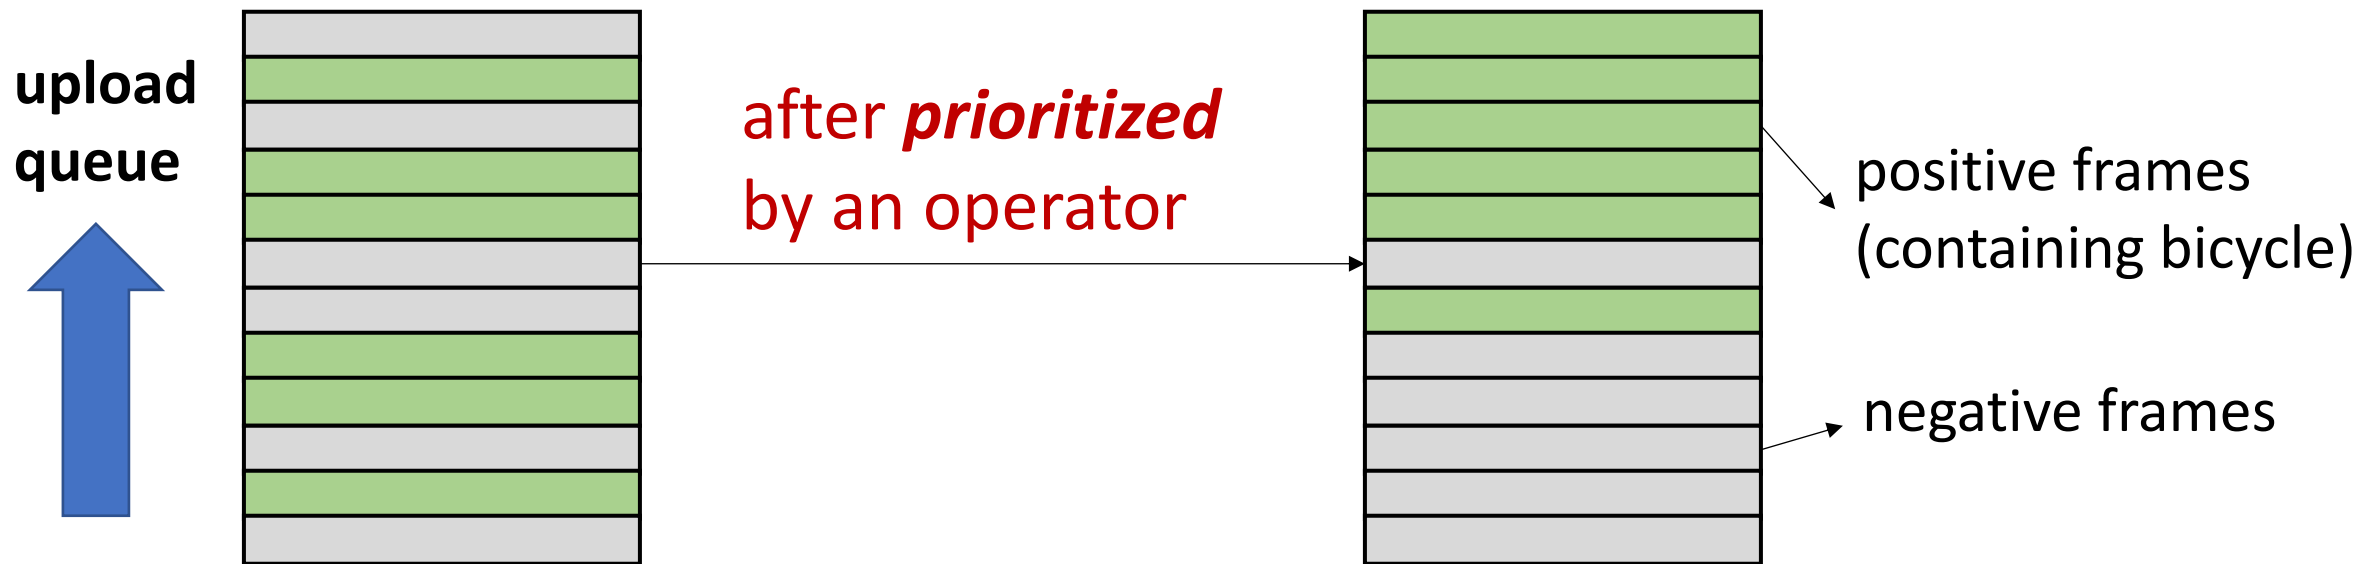 upload
queue
after prioritized
by an operator
positive frames
(containing bicycle)
negative frames